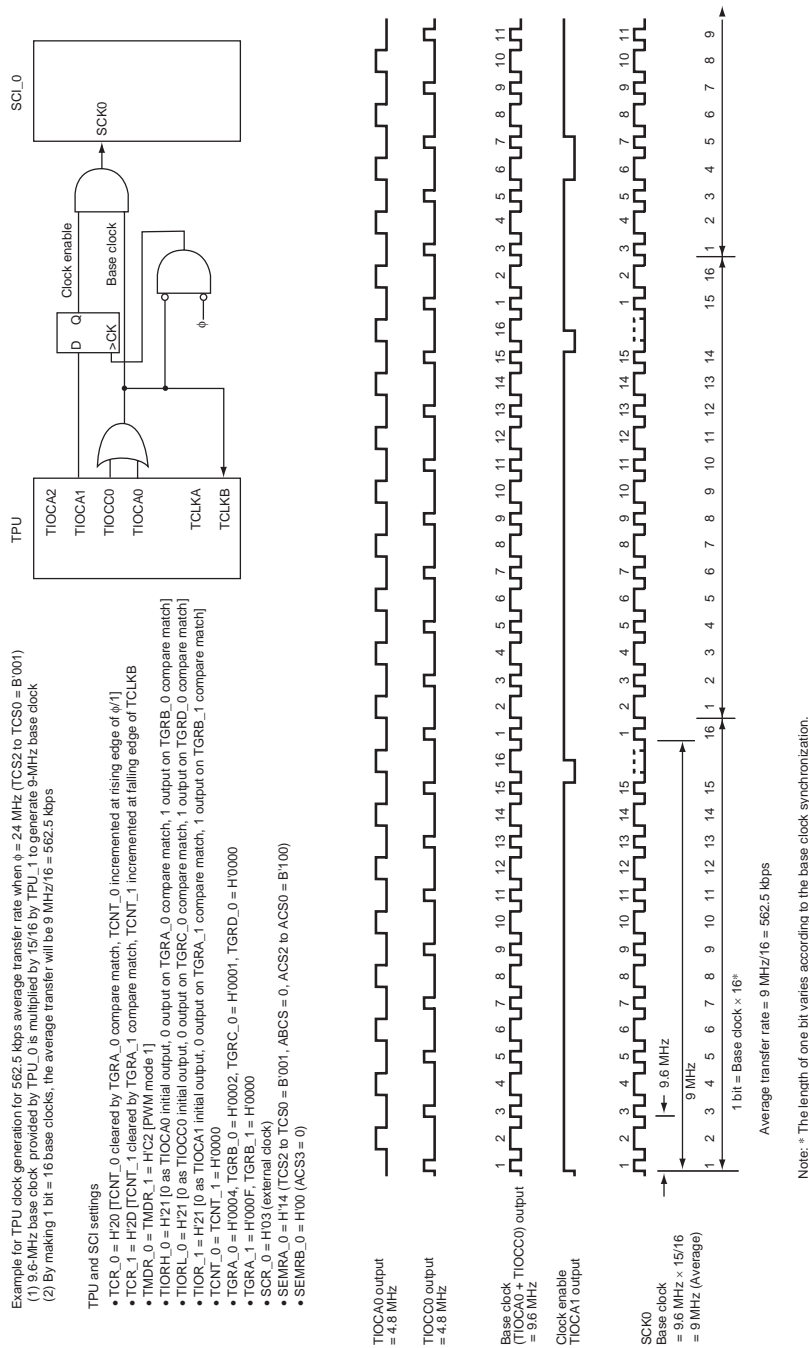 Example for TPU clock generation for 562.5 kbps average transfer rate when φ = 24 MHz (TCS2 to TCS0 = B'001)
(1) 9.6-MHz base clock provided by TPU_0 is multiplied by 15/16 by TPU_1 to generate 9-MHz base clock
(2) By making 1 bit = 16 base clocks, the average transfer will be 9 MHz/16 = 562.5 kbps
TPU and SCI settings
• TCR_0 = H'20 [TCNT_0 cleared by TGRA_0 compare match, TCNT_0 incremented at rising edge of φ/1]
• TCR_1 = H'2D [TCNT_1 cleared by TGRA_1 compare match, TCNT_1 incremented at falling edge of TCLKB
• TMDR_0 = TMDR_1 = H'C2 [PWM mode 1]
• TIORH_0 = H'21 [0 as TIOCA0 initial output, 0 output on TGRA_0 compare match, 1 output on TGRB_0 compare match]
• TIORL_0 = H'21 [0 as TIOCC0 initial output, 0 output on TGRC_0 compare match, 1 output on TGRD_0 compare match]
• TIOR_1 = H'21 [0 as TIOCA1 initial output, 0 output on TGRA_1 compare match, 1 output on TGRB_1 compare match]
• TCNT_0 = TCNT_1 = H'0000
• TGRA_0 = H'0004, TGRB_0 = H'0002, TGRC_0 = H'0001, TGRD_0 = H'0000
• TGRA_1 = H'000F, TGRB_1 = H'0000
• SCR_0 = H'03 (external clock)
• SEMRA_0 = H'14 (TCS2 to TCS0 = B'001, ABCS = 0, ACS2 to ACS0 = B'100)
• SEMRB_0 = H'00 (ACS3 = 0)
TPU
TIOCA2
TIOCA1
TIOCC0
TIOCA0
TCLKA
TCLKB
D Q
>CK
Clock enable
Base clock
φ
SCI_0
SCK0
TIOCA0 output
= 4.8 MHz
TIOCC0 output
= 4.8 MHz
Base clock
(TIOCA0 + TIOCC0) output
= 9.6 MHz
1 2 3 4 5 6 7 8 9 10 11 12 13 14 15 16 1 2 3 4 5 6 7 8 9 10 11 12 13 14 15 16 1 2 3 4 5 6 7 8 9 10 11
Clock enable
TIOCA1 output
SCK0
Base clock
= 9.6 MHz × 15/16
= 9 MHz (Average)
1 2 3 4 5 6 7 8 9 10 11 12 13 14 15 1 2 3 4 5 6 7 8 9 10 11 12 13 14 15 1 2 3 4 5 6 7 8 9 10 11
9.6 MHz
9 MHz
1 2 3 4 5 6 7 8 9 10 11 12 13 14 15 16 1 2 3 4 5 6 7 8 9 10 11 12 13 14 15 16 1 2 3 4 5 6 7 8 9
1 bit = Base clock × 16*
Average transfer rate = 9 MHz/16 = 562.5 kbps
Note: * The length of one bit varies according to the base clock synchronization.